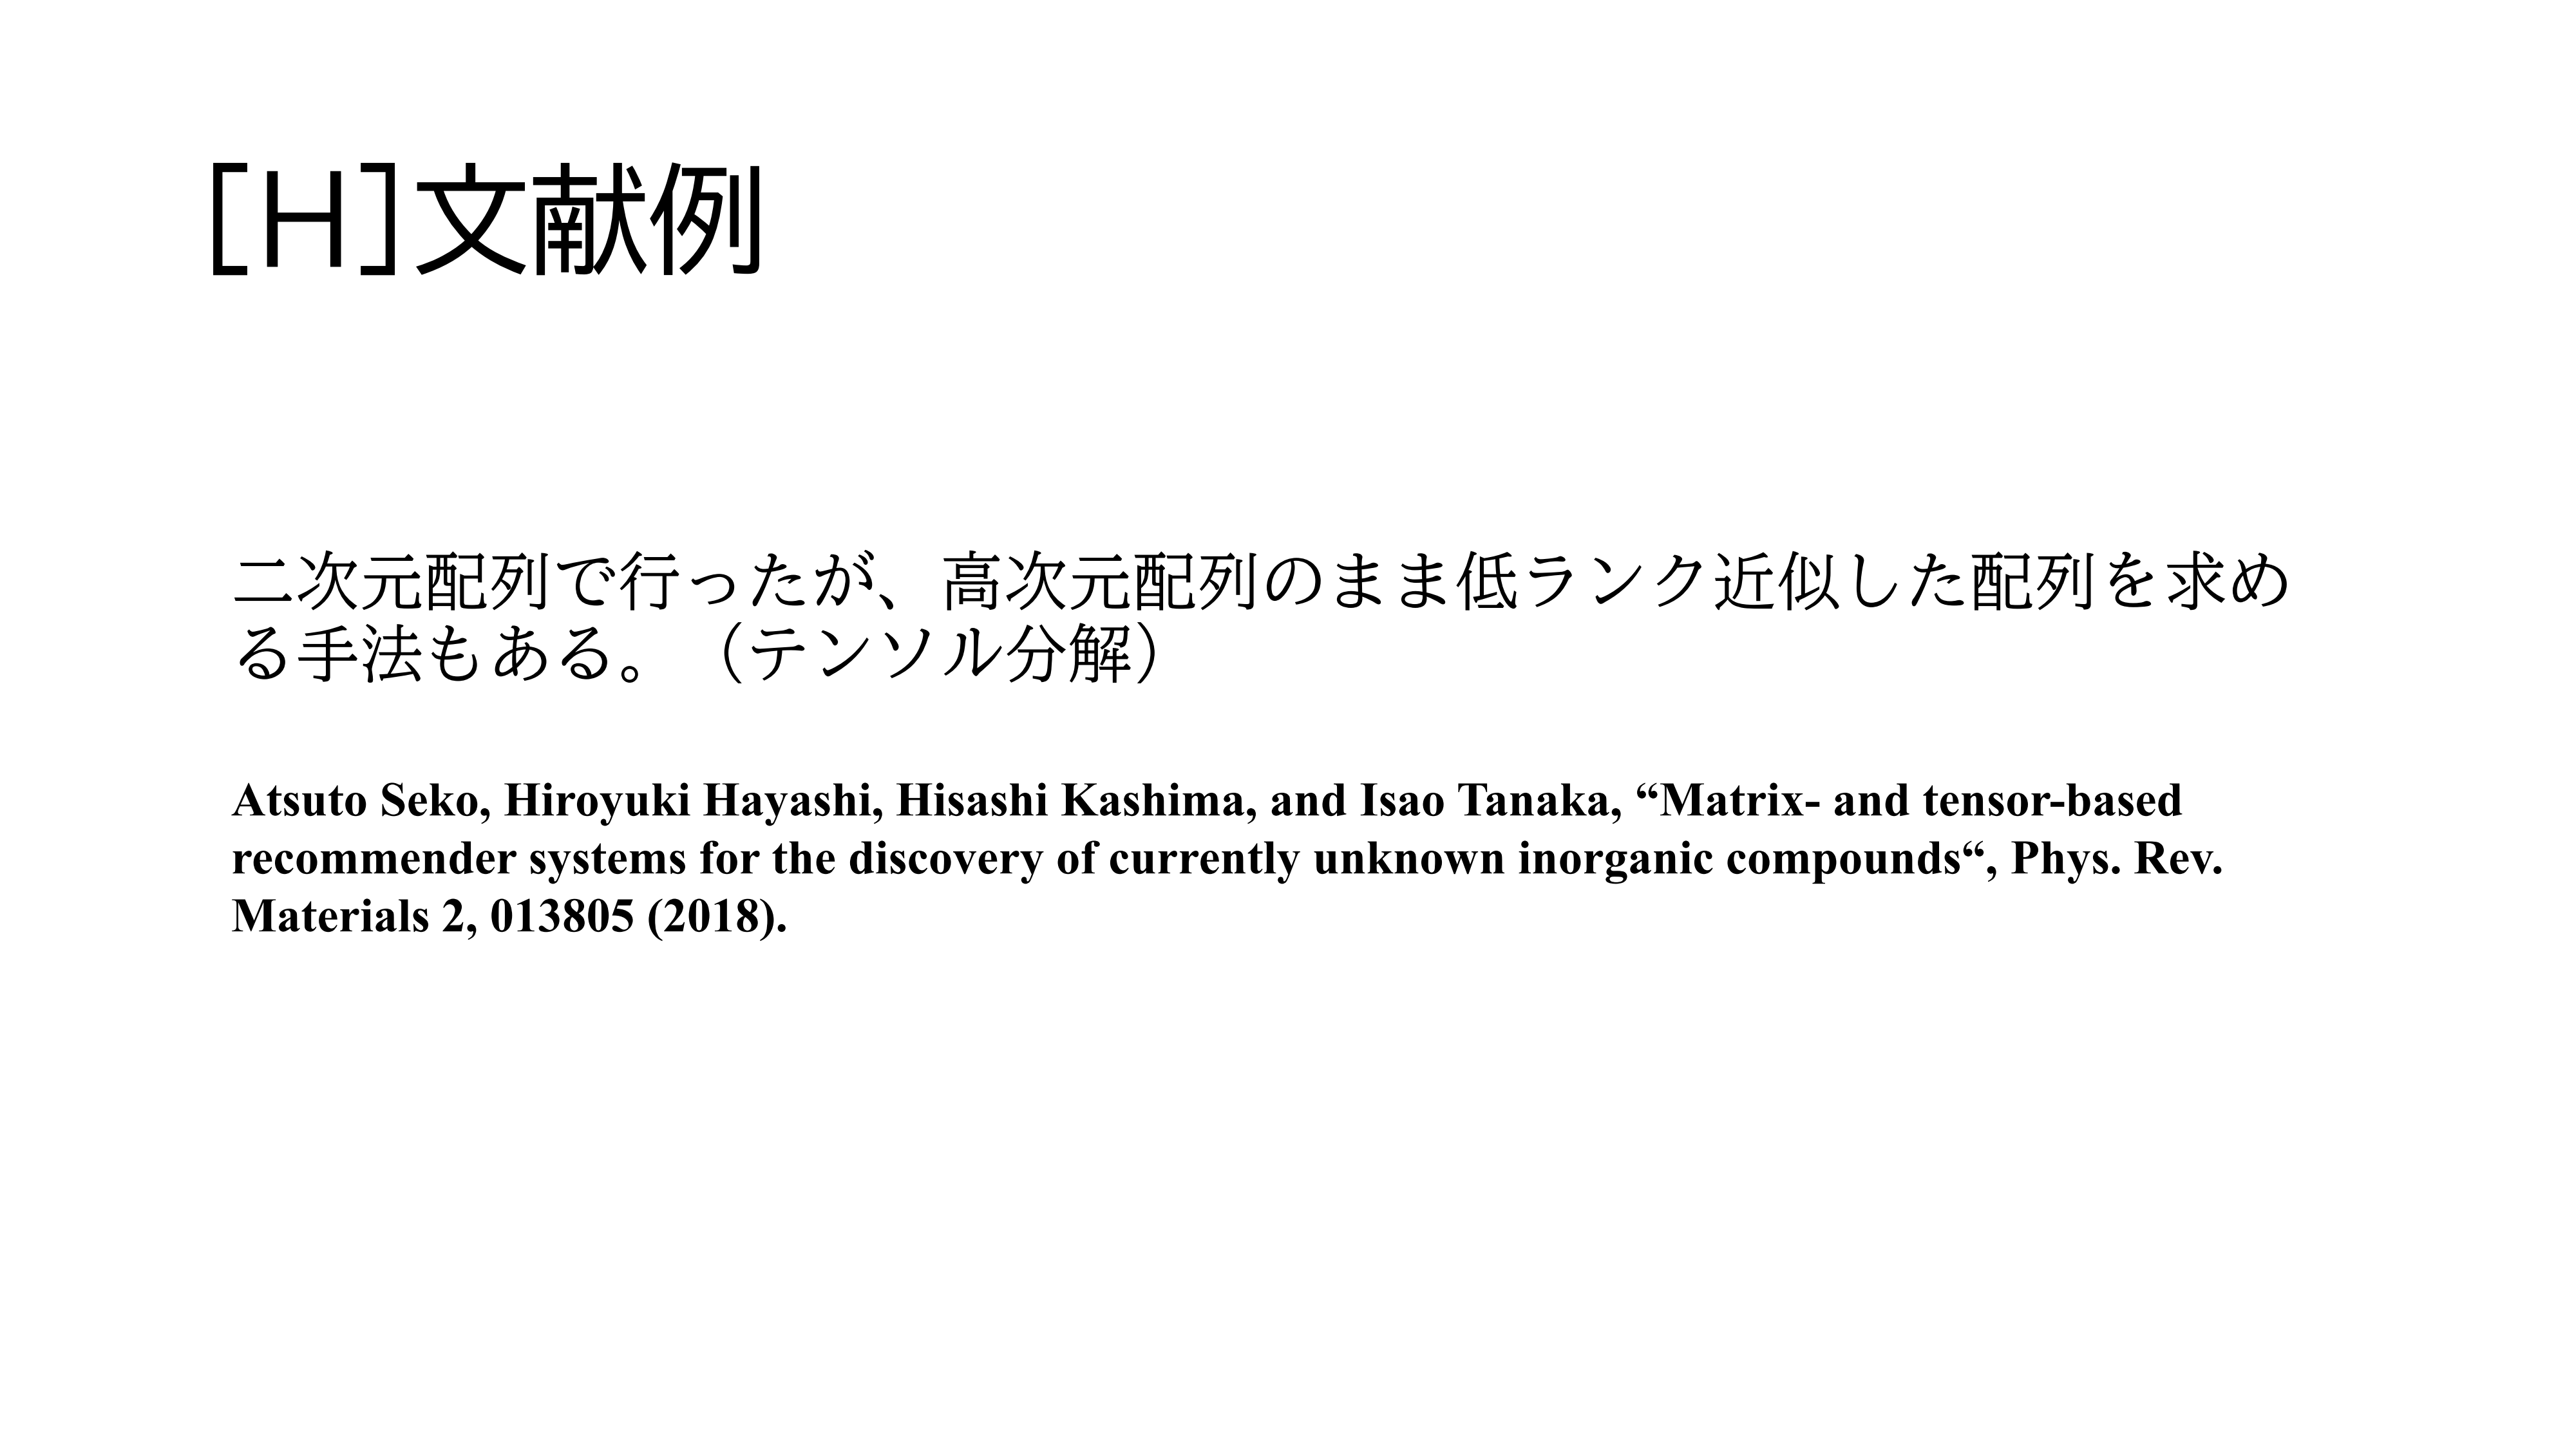 ［H］文献例
二次元配列で行ったが、高次元配列のまま低ランク近似した配列を求め
る手法もある。（テンソル分解）
Atsuto Seko, Hiroyuki Hayashi, Hisashi Kashima, and Isao Tanaka, “Matrix- and tensor-based
recommender systems for the discovery of currently unknown inorganic compounds“, Phys. Rev.
Materials 2, 013805 (2018).